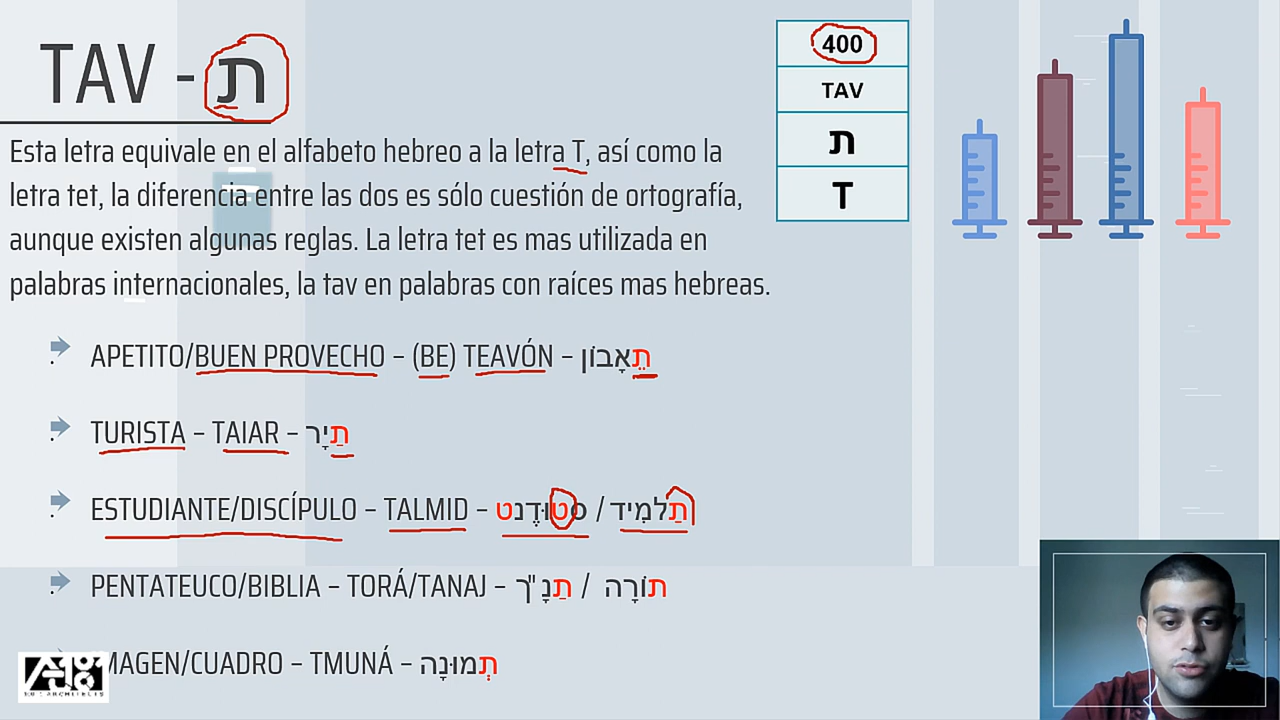 TAV - ת
400
TAV
ת
T
Esta letra equivale en el alfabeto hebreo a la letra T, así como la
letra tet, la diferencia entre las dos es sólo cuestión de ortografía,
aunque existen algunas reglas. La letra tet es mas utilizada en
palabras internacionales, la tav en palabras con raíces mas hebreas.
APETITO/BUEN PROVECHO – (BE) TEAVÓN – תֵאָבוֹן
TURISTA – TAIAR – תַיָר
ESTUDIANTE/DISCÍPULO – TALMID – תַלמִיד / סטוּדֶנט
PENTATEUCO/BIBLIA – TORÁ/TANAJ – תוֹרָה / תַנָ"ך
MAGEN/CUADRO – TMUNÁ – תְמוּנָה